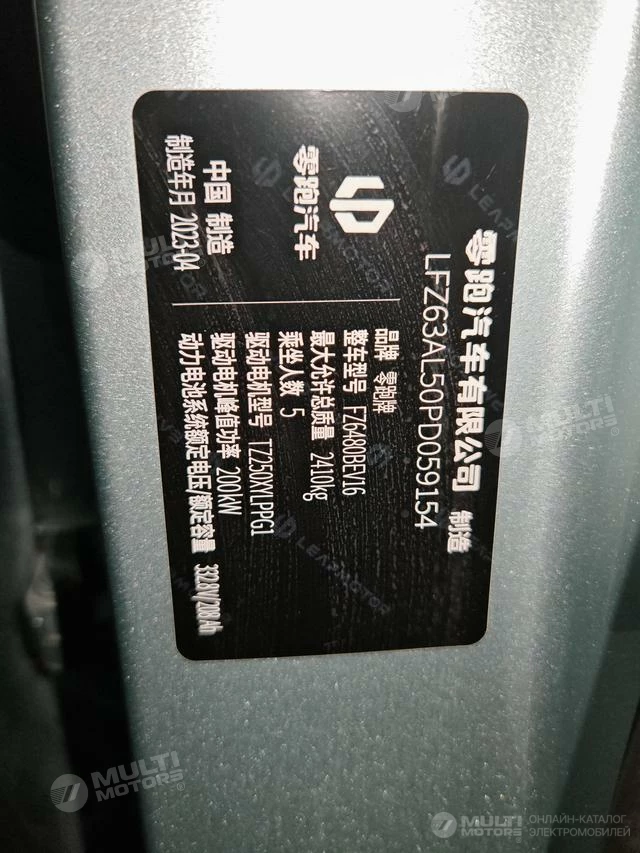 零跑汽车有限公司 制造
LFZ63AL50PD059154
品牌 零跑牌
整车型号 FZ6480BEV16
最大允许总质量 2410kg
乘坐人数 5
驱动电机型号 TZ250XYLPPG1
驱动电机峰值功率 200kW
动力电池系统额定电压/额定容量 332.8V/208Ah
零跑汽车
中国 制造
制造年月 2023-04
LEAPMOTOR
MULTI
MOTORS
MULTI
MOTORS
ОНЛАЙН-КАТАЛОГ
ЭЛЕКТРОМОБИЛЕЙ